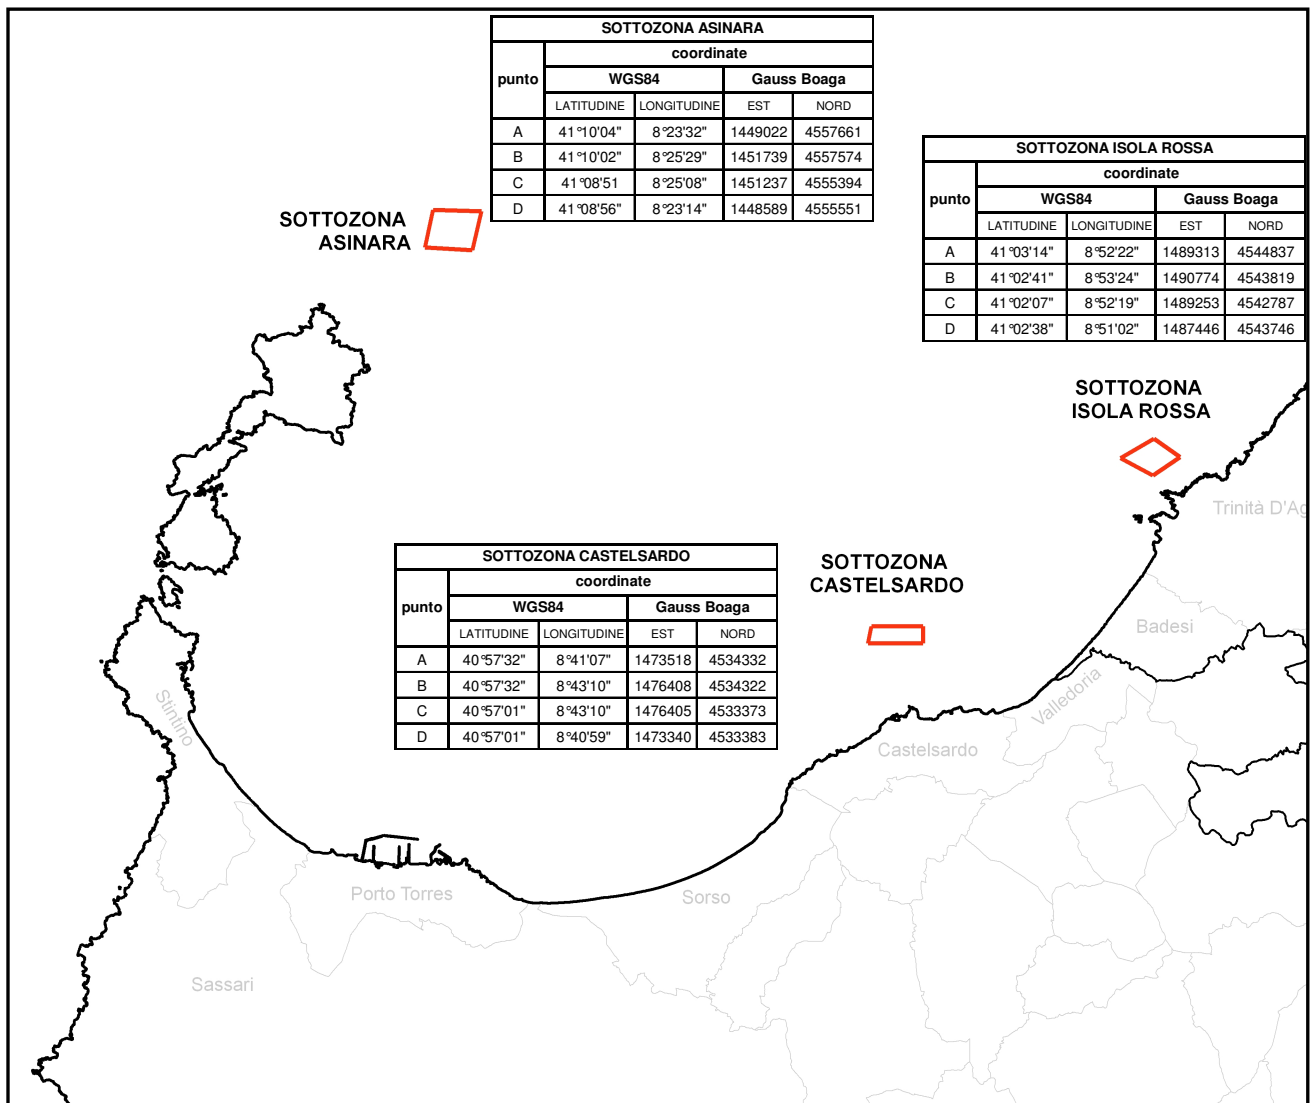 SOTTOZONA ASINARA
coordinate
punto
WGS84 Gauss Boaga
LATITUDINE LONGITUDINE EST NORD
A 41°10'04" 8°23'32" 1449022 4557661
B 41°10'02" 8°25'29" 1451739 4557574
C 41°08'51 8°25'08" 1451237 4555394
D 41°08'56" 8°23'14" 1448589 4555551
SOTTOZONA ISOLA ROSSA
coordinate
punto
WGS84 Gauss Boaga
LATITUDINE LONGITUDINE EST NORD
A 41°03'14" 8°52'22" 1489313 4544837
B 41°02'41" 8°53'24" 1490774 4543819
C 41°02'07" 8°52'19" 1489253 4542787
D 41°02'38" 8°51'02" 1487446 4543746
SOTTOZONA
ASINARA
SOTTOZONA
ISOLA ROSSA
Trinità D'Ag
SOTTOZONA CASTELSARDO
coordinate
punto
WGS84 Gauss Boaga
LATITUDINE LONGITUDINE EST NORD
A 40°57'32" 8°41'07" 1473518 4534332
B 40°57'32" 8°43'10" 1476408 4534322
C 40°57'01" 8°43'10" 1476405 4533373
D 40°57'01" 8°40'59" 1473340 4533383
SOTTOZONA
CASTELSARDO
Badesi
Valledoria
Stintino
Castelsardo
Porto Torres
Sorso
Sassari